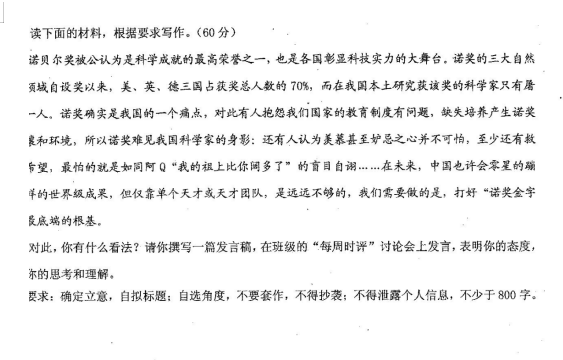 读下面的材料，根据要求写作。（60 分）
诺贝尔奖被公认为是科学成就的最高荣誉之一，也是各国彰显科技实力的大舞台。诺奖的三大自然
领域自设奖以来，美、英、德三国占获奖总人数的 70%，而在我国本土研究获该奖的科学家只有屠
一人。诺奖确实是我国的一个痛点，对此有人抱怨我们国家的教育制度有问题，缺失培养产生诺奖
和环境，所以诺奖难见我国科学家的身影；还有人认为羡慕甚至妒忌之心并不可怕，至少还有救
希望，最怕的就是如同阿 Q“我的祖上比你阔多了”的盲目自诩……在未来，中国也许会零星的蹦
样的世界级成果，但仅靠单个天才或天才团队，是远远不够的，我们需要做的是，打好“诺奖金字
最底端的根基。
对此，你有什么看法？请你撰写一篇发言稿，在班级的“每周时评”讨论会上发言，表明你的态度，
你的思考和理解。
要求：确定立意，自拟标题；自选角度，不要套作，不得抄袭；不得泄露个人信息，不少于 800 字。